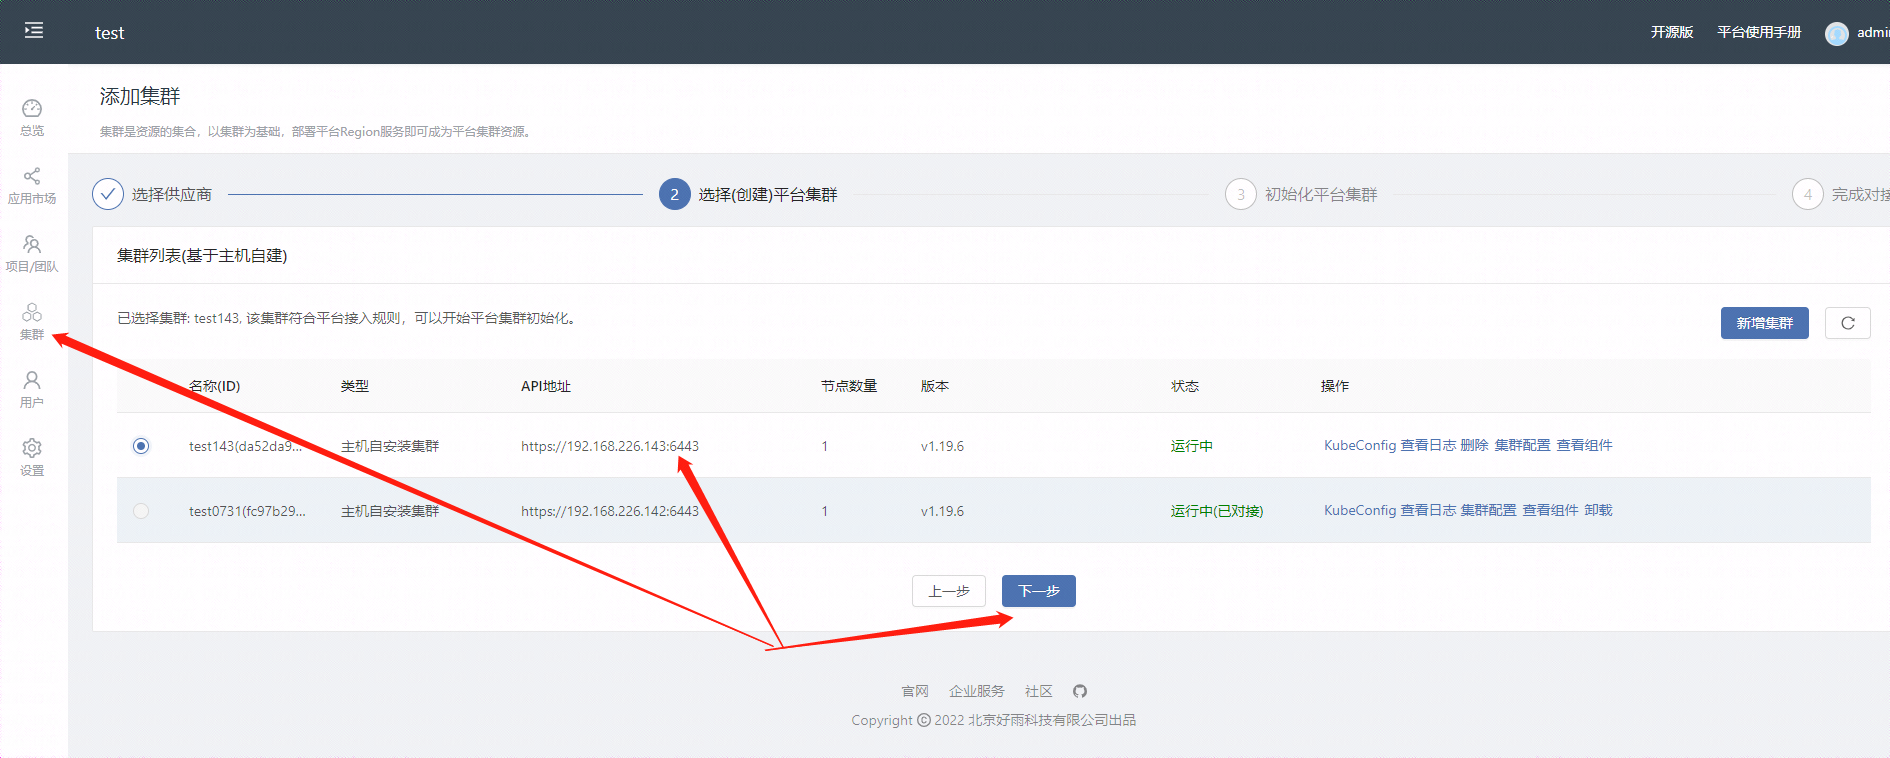 test
开源版 平台使用手册 admi
添加集群
集群是资源的集合，以集群为基础，部署平台Region服务即可成为平台集群资源。
总览
应用市场
项目/团队
集群
用户
设置
选择供应商
2 选择(创建)平台集群
3 初始化平台集群
4 完成对接
集群列表(基于主机自建)
已选择集群: test143, 该集群符合平台接入规则，可以开始平台集群初始化。
新增集群
名称(ID) 类型 API地址 节点数量 版本 状态 操作
test143(da52da9... 主机自安装集群 https://192.168.226.143:6443 1 v1.19.6 运行中 KubeConfig 查看日志 删除 集群配置 查看组件
test0731(fc97b29... 主机自安装集群 https://192.168.226.142:6443 1 v1.19.6 运行中(已对接) KubeConfig 查看日志 集群配置 查看组件 卸载
上一步 下一步
官网 企业服务 社区
Copyright © 2022 北京好雨科技有限公司出品